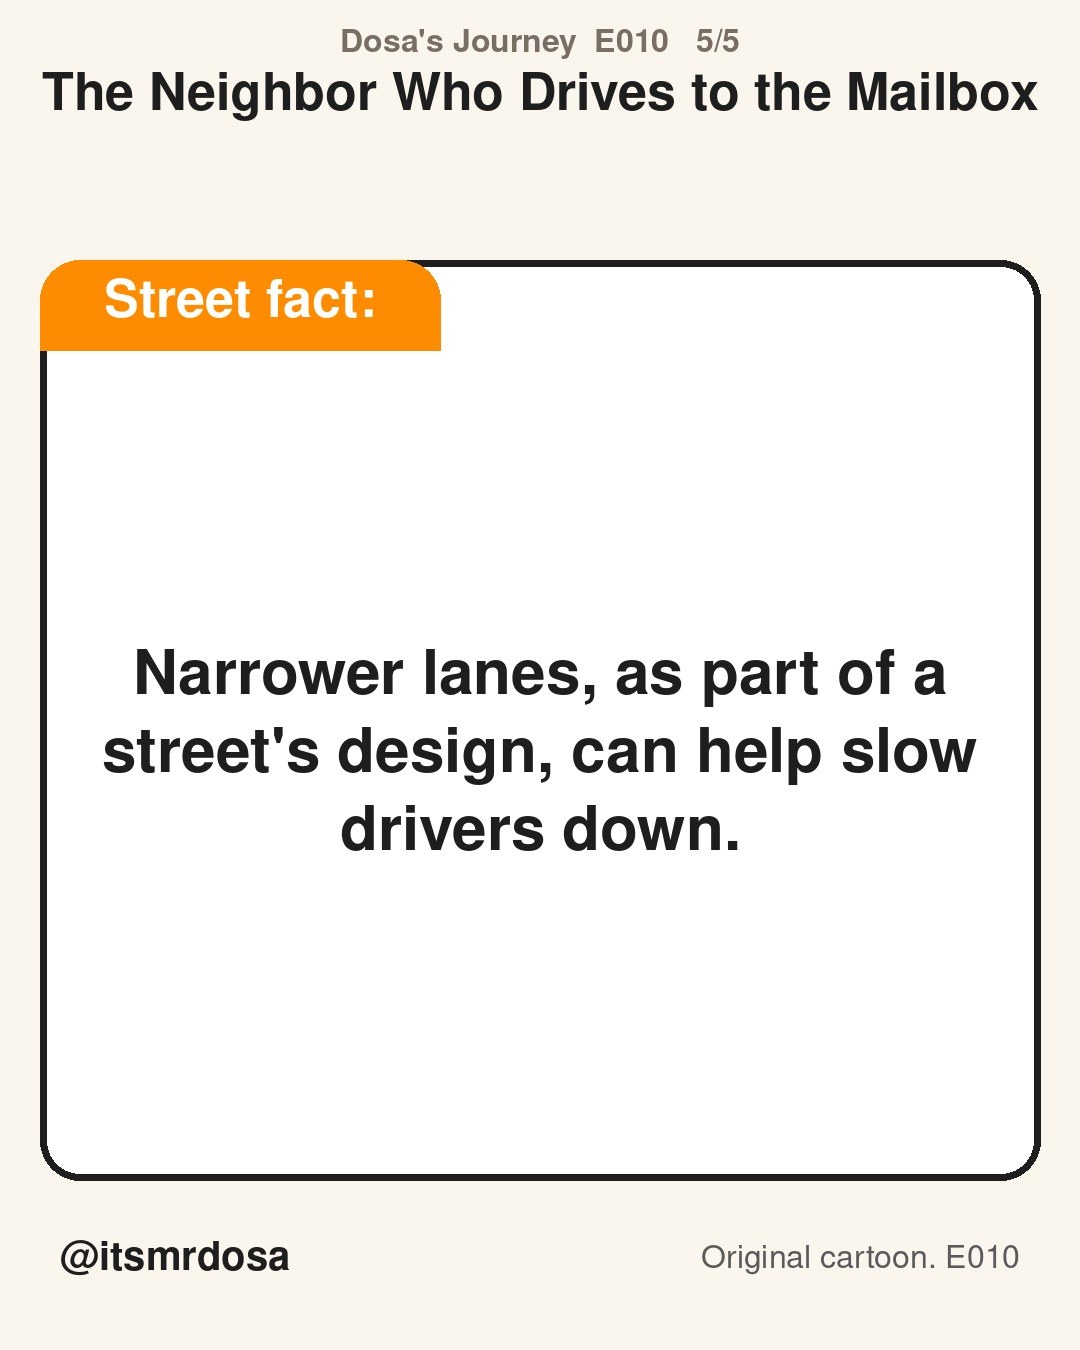 Dosa's Journey E010 5/5
The Neighbor Who Drives to the Mailbox
Street fact:
Narrower lanes, as part of a
street's design, can help slow
drivers down.
@itsmrdosa
Original cartoon. E010